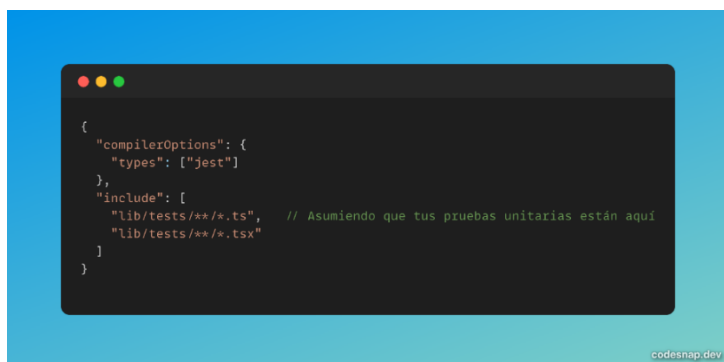 {
  "compilerOptions": {
    "types": ["jest"]
  },
  "include": [
    "lib/tests/**/*.ts",   // Asumiendo que tus pruebas unitarias están aquí
    "lib/tests/**/*.tsx"
  ]
}
codesnap.dev